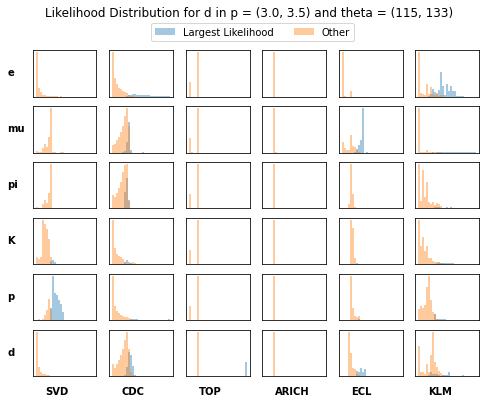 Likelihood Distribution for d in p = (3.0, 3.5) and theta = (115, 133)
Largest Likelihood Other
e
mu
pi
K
p
d
SVD CDC TOP ARICH ECL KLM